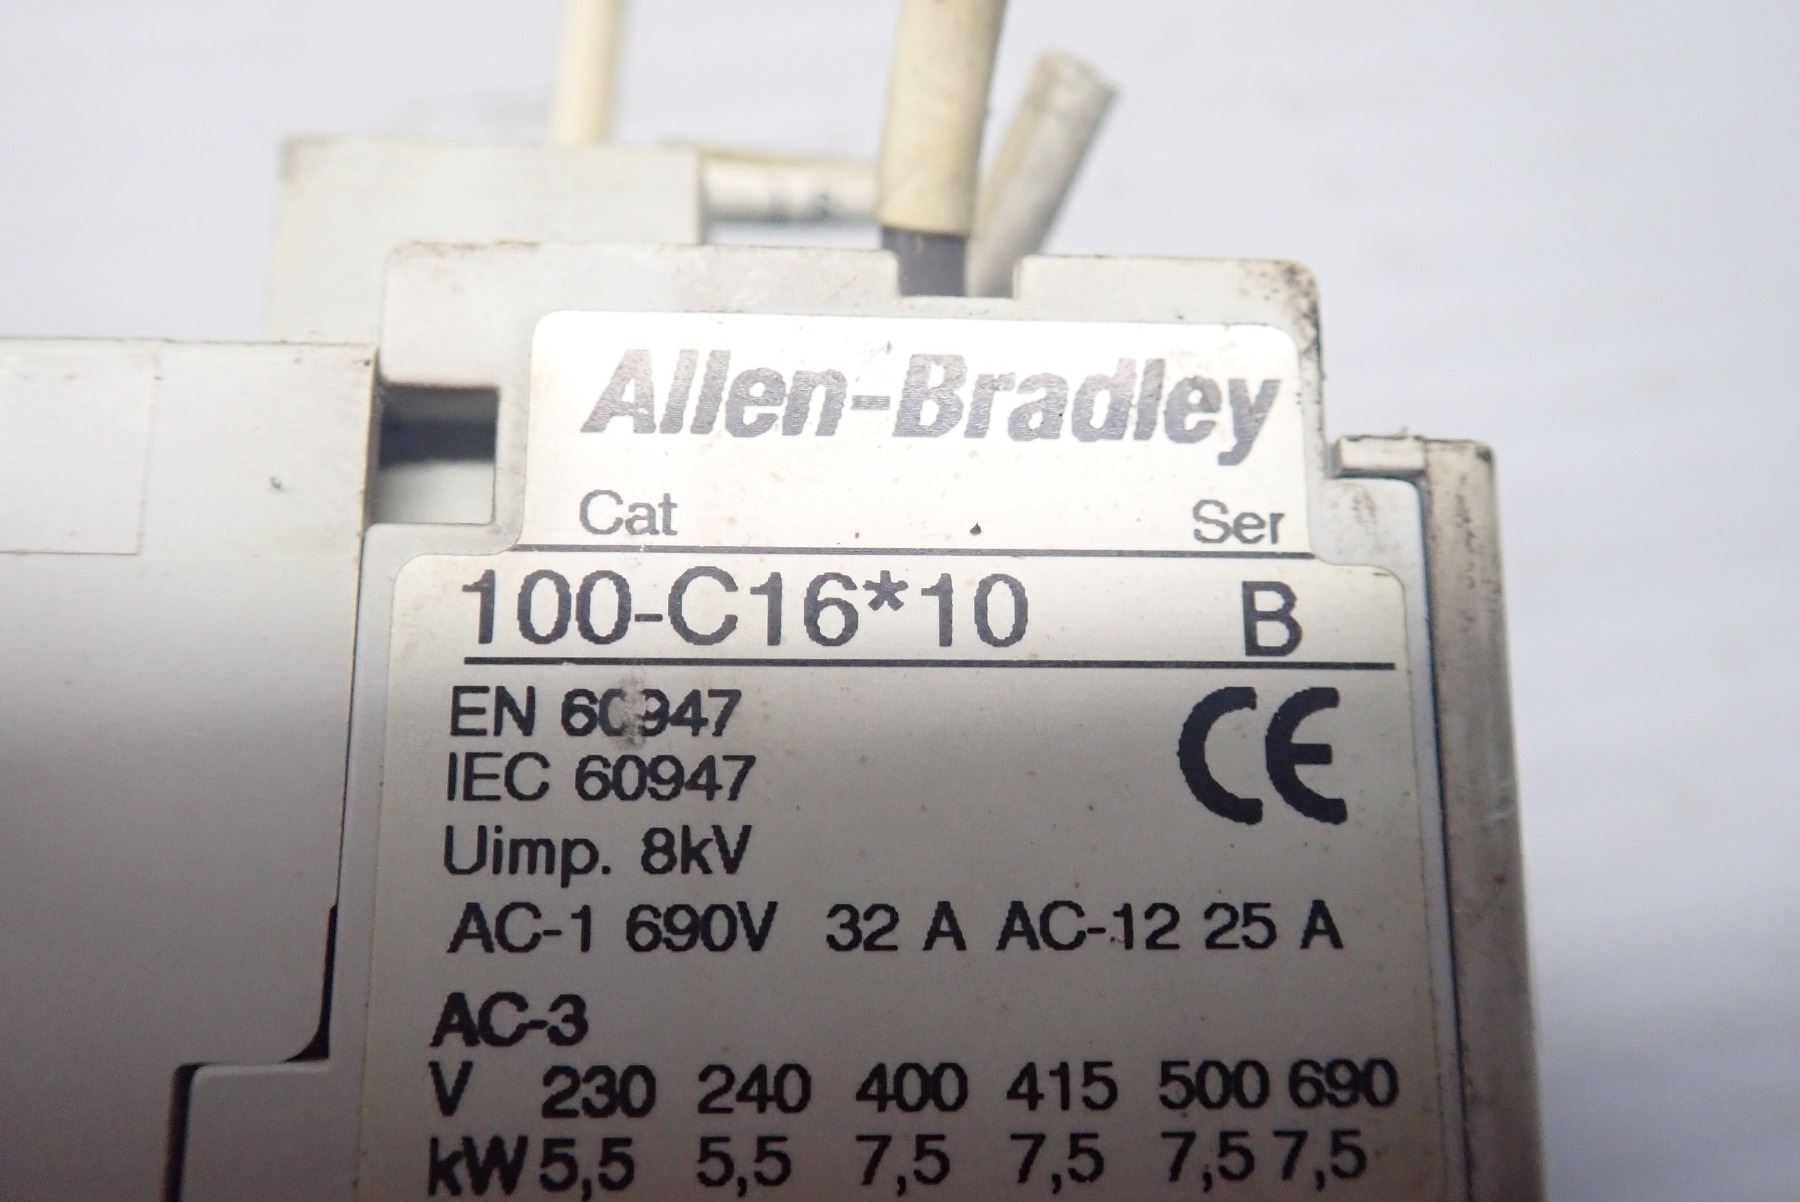 Allen-Bradley
Cat Ser
100-C16*10 B
EN 60947
IEC 60947
CE
Uimp. 8kV
AC-1 690V 32 A AC-12 25 A
AC-3
V 230 240 400 415 500 690
kW 5,5 5,5 7,5 7,5 7,5 7,5